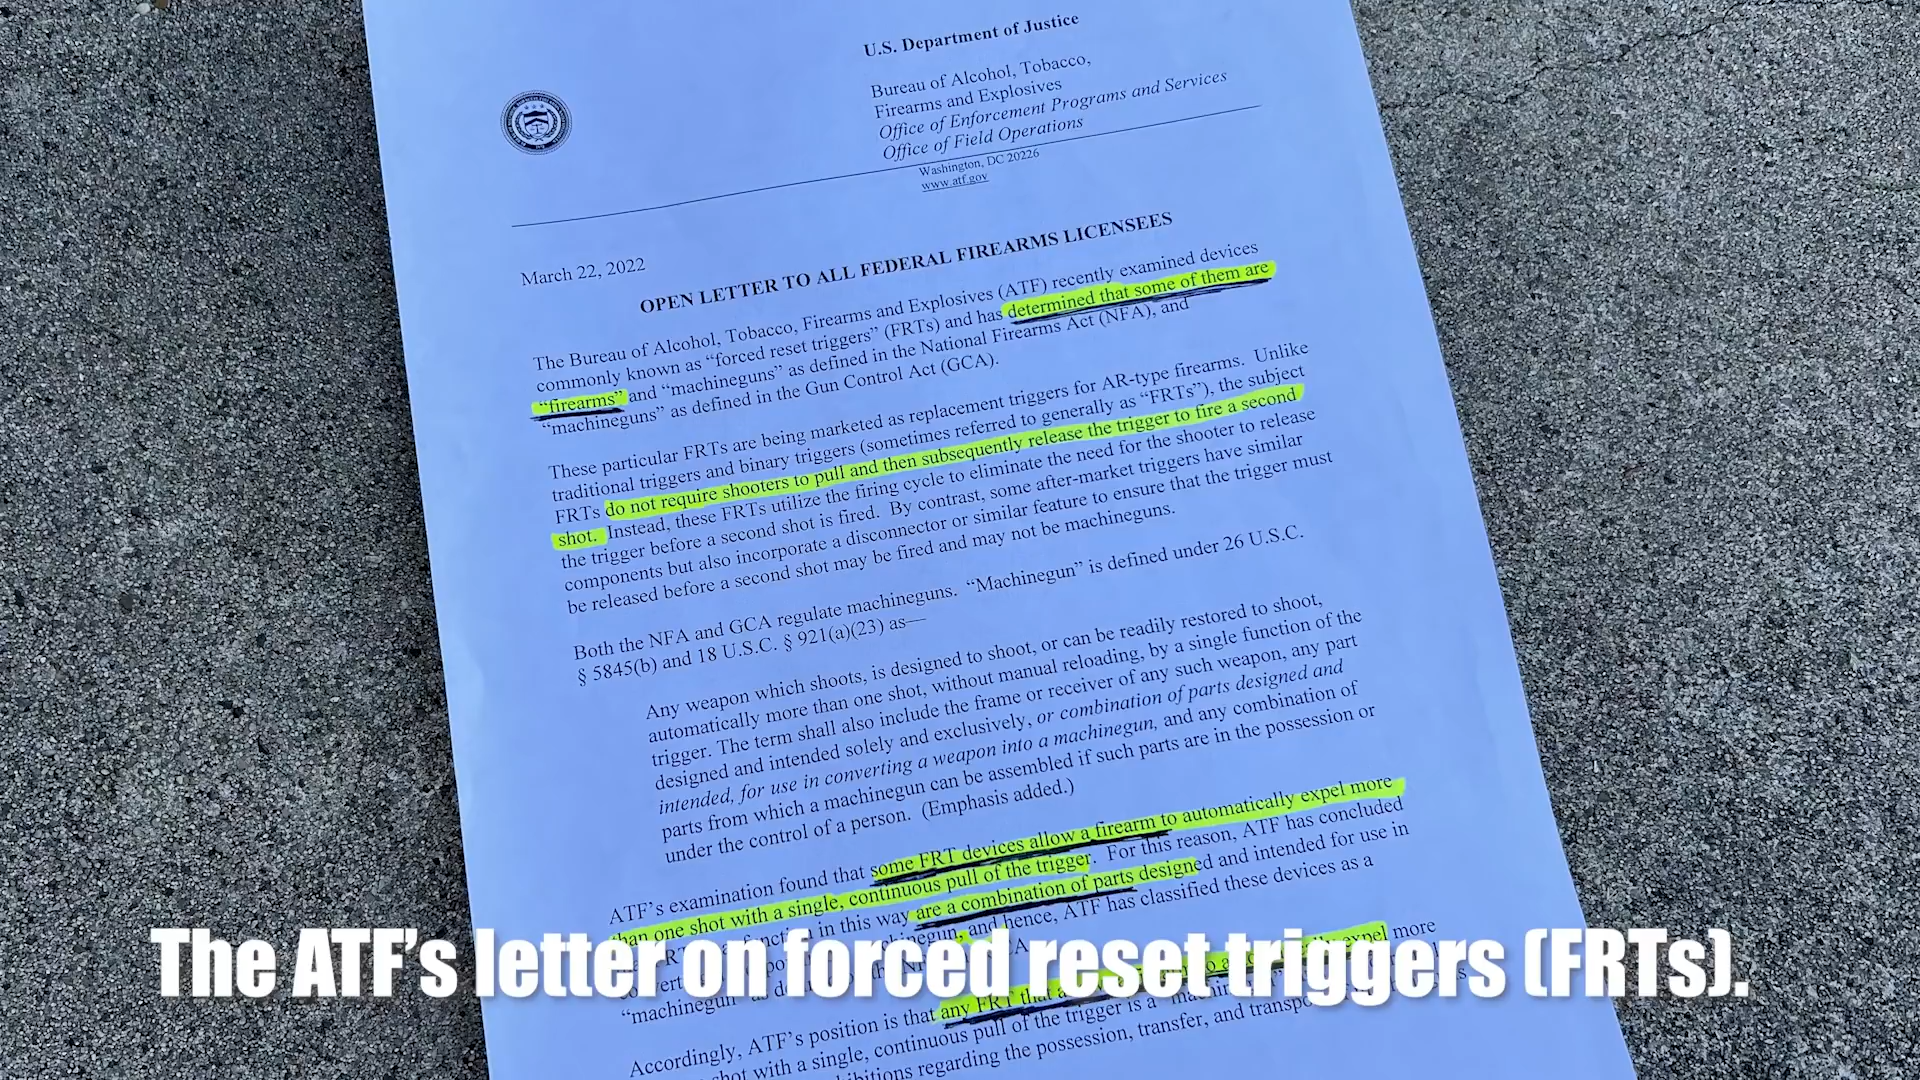 U.S. Department of Justice
Bureau of Alcohol, Tobacco,
Firearms and Explosives
Office of Enforcement Programs and Services
Office of Field Operations
Washington, DC 20226
www.atf.gov
March 22, 2022
OPEN LETTER TO ALL FEDERAL FIREARMS LICENSEES
The Bureau of Alcohol, Tobacco, Firearms and Explosives (ATF) recently examined devices
commonly known as “forced reset triggers” (FRTs) and has determined that some of them are
“firearms” and “machineguns” as defined in the National Firearms Act (NFA), and
“machineguns” as defined in the Gun Control Act (GCA).
These particular FRTs are being marketed as replacement triggers for AR-type firearms. Unlike
traditional triggers and binary triggers (sometimes referred to generally as “FRTs”), the subject
FRTs do not require shooters to pull and then subsequently release the trigger to fire a second
shot. Instead, these FRTs utilize the firing cycle to eliminate the need for the shooter to release
the trigger before a second shot is fired. By contrast, some after-market triggers have similar
components but also incorporate a disconnector or similar feature to ensure that the trigger must
be released before a second shot may be fired and may not be machineguns.
Both the NFA and GCA regulate machineguns. “Machinegun” is defined under 26 U.S.C.
§ 5845(b) and 18 U.S.C. § 921(a)(23) as—
Any weapon which shoots, is designed to shoot, or can be readily restored to shoot,
automatically more than one shot, without manual reloading, by a single function of the
trigger. The term shall also include the frame or receiver of any such weapon, any part
designed and intended solely and exclusively, or combination of parts designed and
intended, for use in converting a weapon into a machinegun, and any combination of
parts from which a machinegun can be assembled if such parts are in the possession or
under the control of a person. (Emphasis added.)
ATF’s examination found that some FRT devices allow a firearm to automatically expel more
than one shot with a single, continuous pull of the trigger. For this reason, ATF has concluded
in this way are a combination of parts designed and intended for use in
and hence, ATF has classified these devices as a
“machinegun”
Accordingly, ATF’s position is that any FRT that expel more
shot with a single, continuous pull of the trigger is a
regarding the possession, transfer, and
The ATF’s letter on forced reset triggers (FRTs).